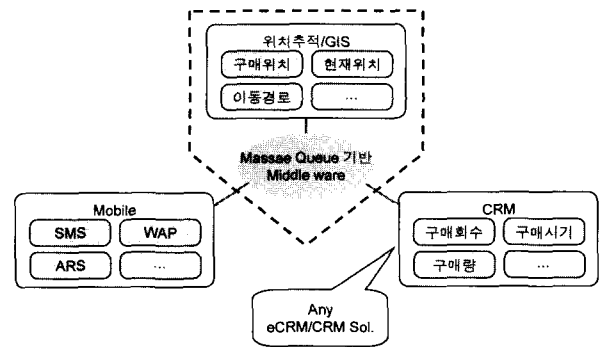 위치추적/GIS
구매위치 현재위치
이동경로 ...
Massae Queue 기반
Middle ware
Mobile
SMS WAP
ARS ...
CRM
구매회수 구매시기
구매량 ...
Any
eCRM/CRM Sol.